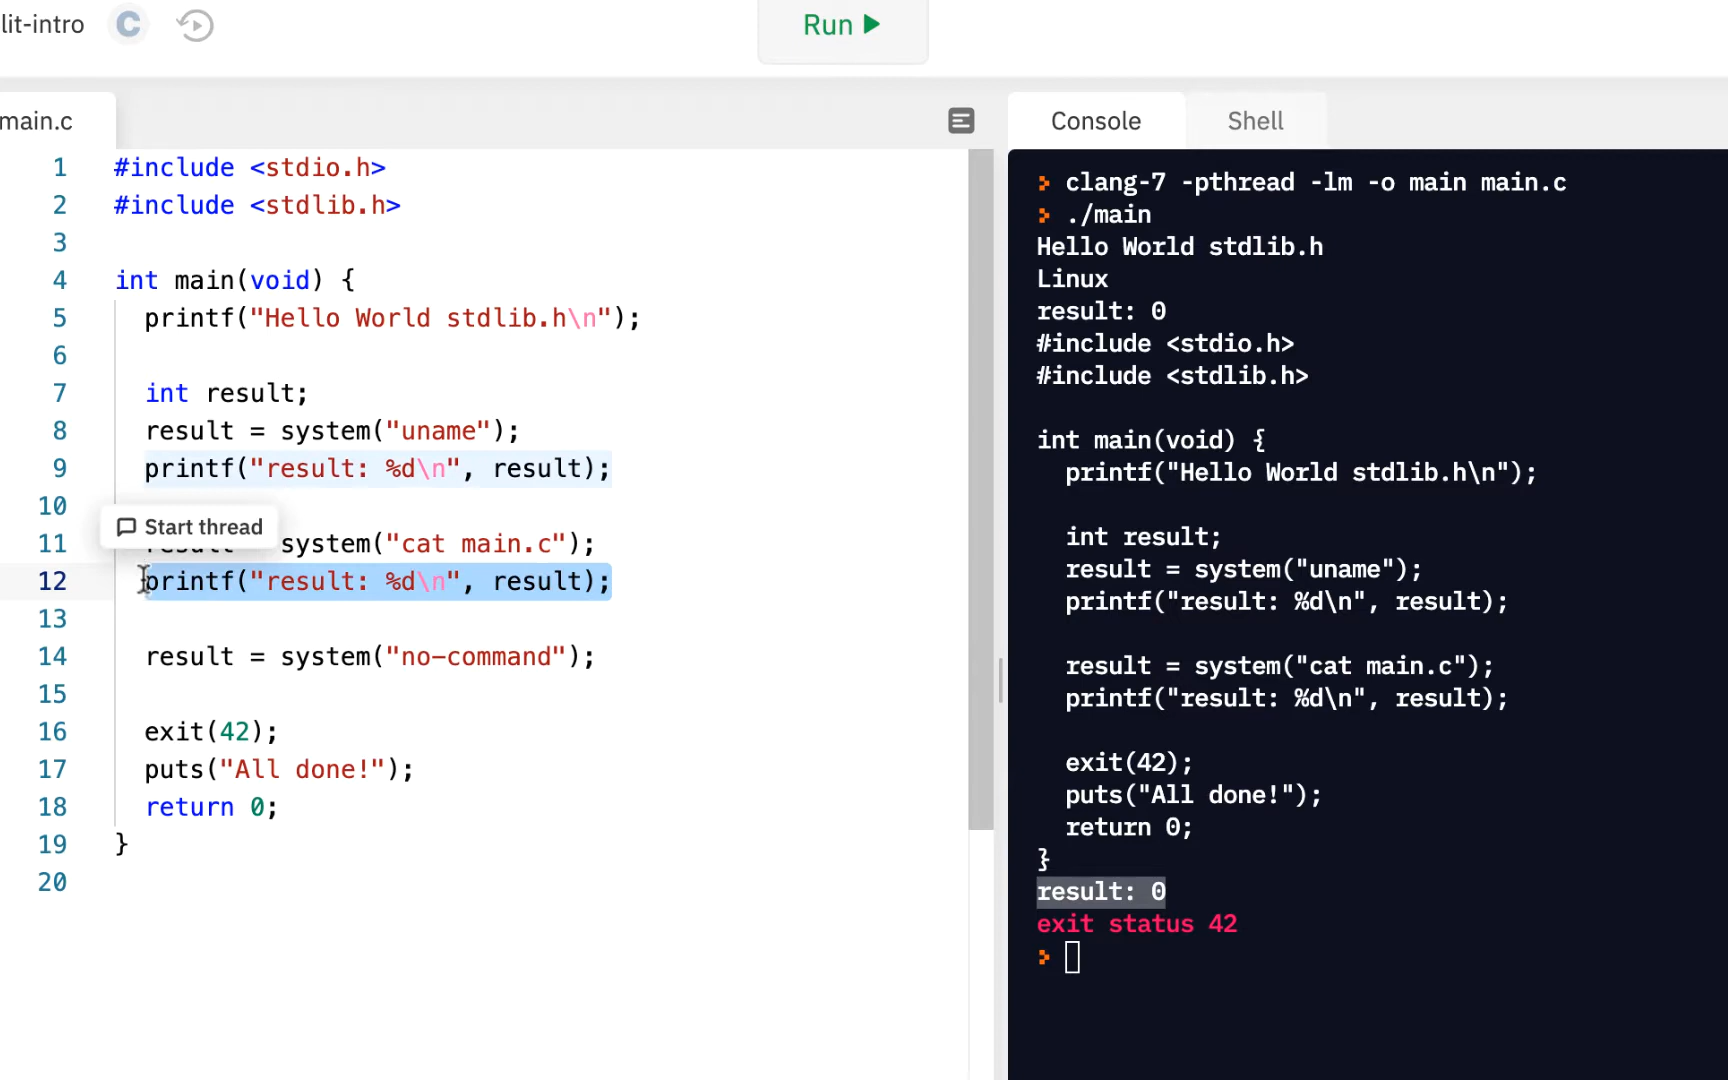 lit-intro
C
Run
main.c
1 #include <stdio.h>
2 #include <stdlib.h>
3
4 int main(void) {
5   printf("Hello World stdlib.h\n");
6
7   int result;
8   result = system("uname");
9   printf("result: %d\n", result);
10
Start thread
11   result = system("cat main.c");
12   printf("result: %d\n", result);
13
14   result = system("no-command");
15
16   exit(42);
17   puts("All done!");
18   return 0;
19 }
20
Console
Shell
clang-7 -pthread -lm -o main main.c
./main
Hello World stdlib.h
Linux
result: 0
#include <stdio.h>
#include <stdlib.h>

int main(void) {
  printf("Hello World stdlib.h\n");

  int result;
  result = system("uname");
  printf("result: %d\n", result);

  result = system("cat main.c");
  printf("result: %d\n", result);

  exit(42);
  puts("All done!");
  return 0;
}
result: 0
exit status 42